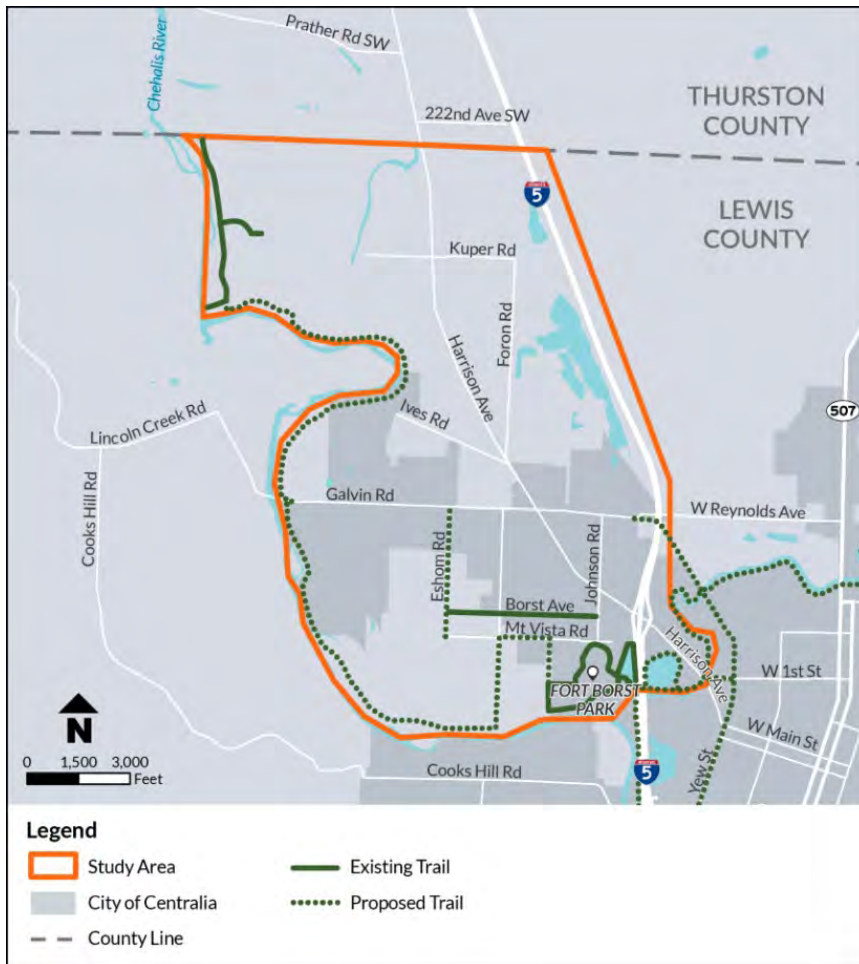 Prather Rd SW
Chehalis River
222nd Ave SW
THURSTON
COUNTY
INTERSTATE
5
LEWIS
COUNTY
Kuper Rd
Foron Rd
Harrison Ave
Ives Rd
507
Lincoln Creek Rd
Cooks Hill Rd
Galvin Rd
W Reynolds Ave
Eshom Rd
Johnson Rd
Borst Ave
Mt Vista Rd
Harrison Ave
FORT BORST
PARK
W 1st St
W Main St
Yew St
N
0 1,500 3,000
Feet
Cooks Hill Rd
INTERSTATE
5
Legend
Study Area
Existing Trail
City of Centralia
Proposed Trail
County Line